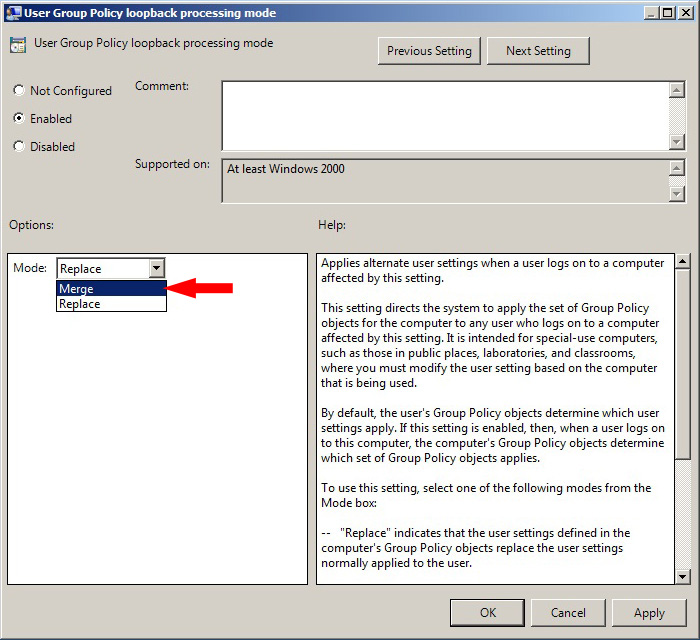 User Group Policy loopback processing mode
User Group Policy loopback processing mode
Previous Setting
Next Setting
Not Configured
Enabled
Disabled
Comment:
Supported on:
At least Windows 2000
Options:
Help:
Mode:
Replace
Merge
Replace
Applies alternate user settings when a user logs on to a computer
affected by this setting.
This setting directs the system to apply the set of Group Policy
objects for the computer to any user who logs on to a computer
affected by this setting. It is intended for special-use computers,
such as those in public places, laboratories, and classrooms,
where you must modify the user setting based on the computer
that is being used.
By default, the user's Group Policy objects determine which user
settings apply. If this setting is enabled, then, when a user logs on
to this computer, the computer's Group Policy objects determine
which set of Group Policy objects applies.
To use this setting, select one of the following modes from the
Mode box:
-- "Replace" indicates that the user settings defined in the
computer's Group Policy objects replace the user settings
normally applied to the user.
OK
Cancel
Apply